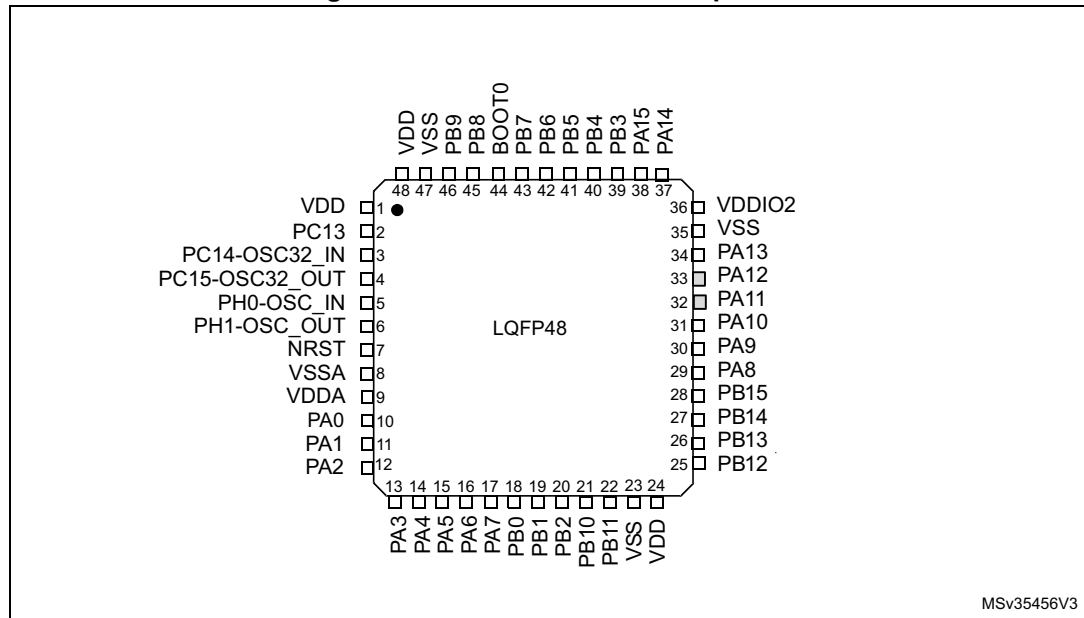 VDD
VSS
PB9
PB8
BOOT0
PB7
PB6
PB5
PB4
PB3
PA15
PA14
48 47 46 45 44 43 42 41 40 39 38 37
VDD 1 36 VDDIO2
PC13 2 35 VSS
PC14-OSC32_IN 3 34 PA13
PC15-OSC32_OUT 4 33 PA12
PH0-OSC_IN 5 32 PA11
PH1-OSC_OUT 6 LQFP48 31 PA10
NRST 7 30 PA9
VSSA 8 29 PA8
VDDA 9 28 PB15
PA0 10 27 PB14
PA1 11 26 PB13
PA2 12 25 PB12
13 14 15 16 17 18 19 20 21 22 23 24
PA3
PA4
PA5
PA6
PA7
PB0
PB1
PB2
PB10
PB11
VSS
VDD
MSv35456V3